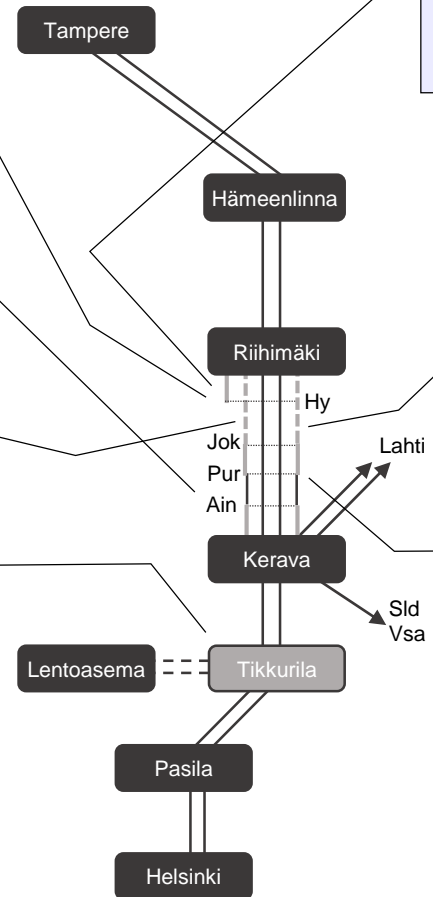 Tampere
Hämeenlinna
Riihimäki
Hy
Jok
Lahti
Pur
Ain
Kerava
Sld
Vsa
Lentoasema
Tikkurila
Pasila
Helsinki